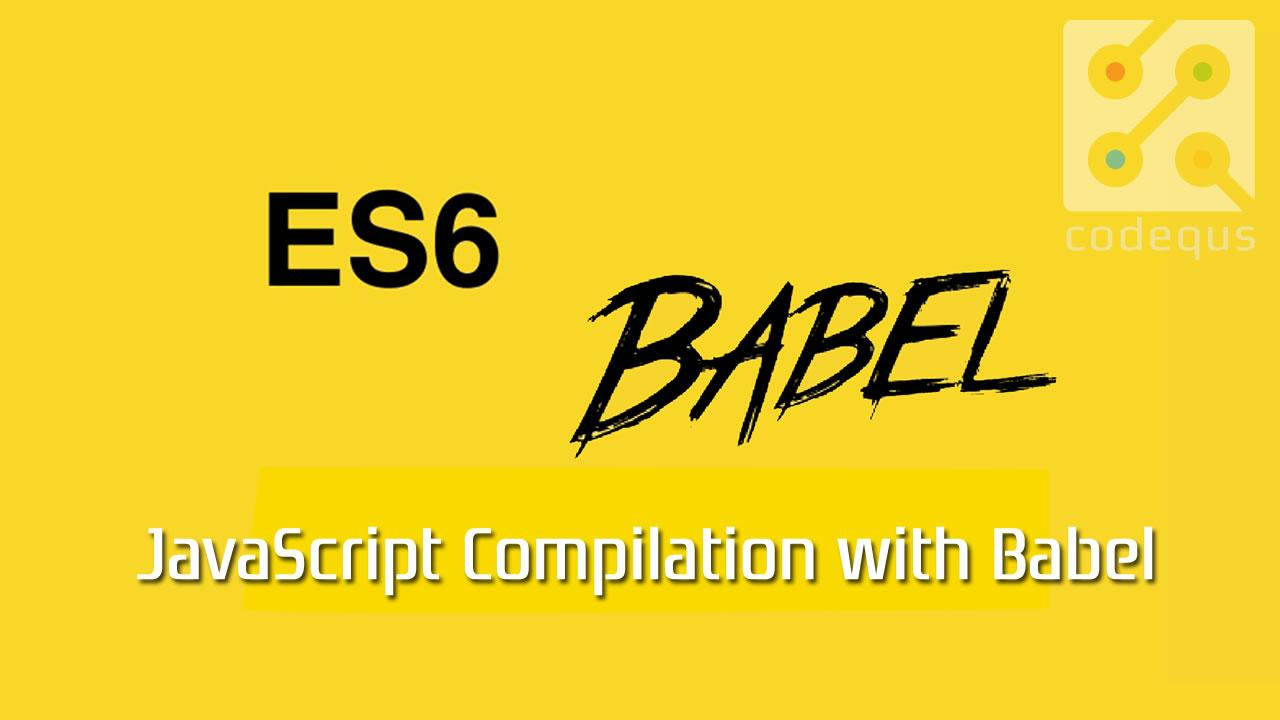 codequs
ES6
BABEL
JavaScript Compilation with Babel